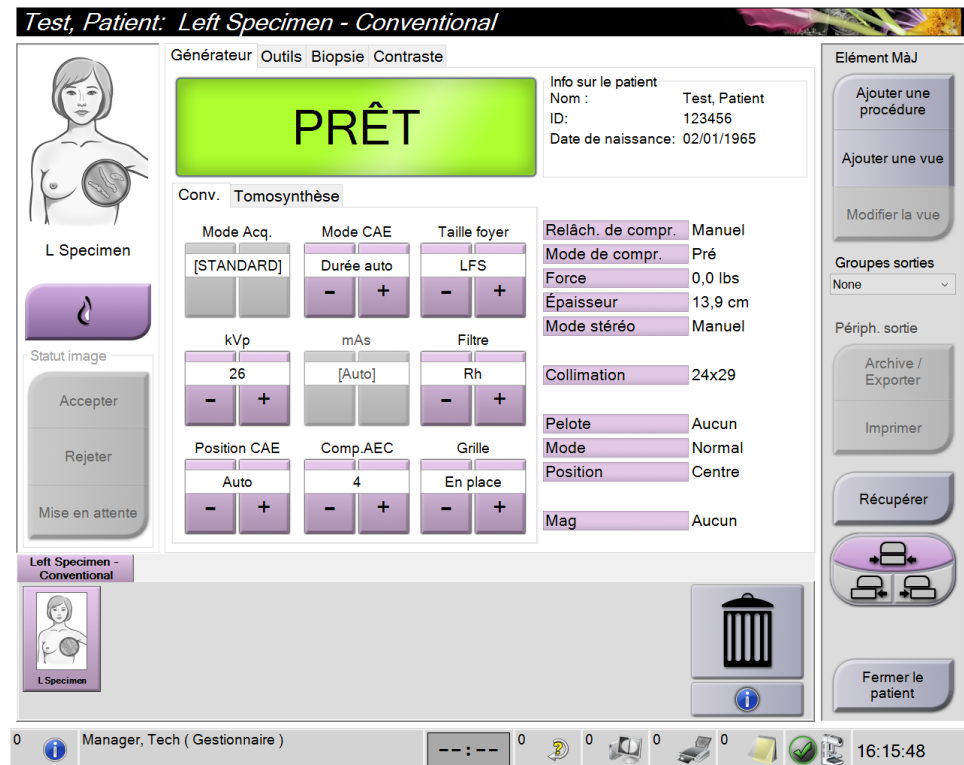 Test, Patient: Left Specimen - Conventional
Générateur Outils Biopsie Contraste
PRÊT
Info sur le patient
Nom : Test, Patient
ID: 123456
Date de naissance: 02/01/1965
L Specimen
Statut image
Accepter
Rejeter
Mise en attente
Conv. Tomosynthèse
Mode Acq. Mode CAE Taille foyer
[STANDARD] Durée auto LFS
- + - +
kVp mAs Filtre
26 [Auto] Rh
- + - +
Position CAE Comp.AEC Grille
Auto 4 En place
- + - + - +
Relâch. de compr. Manuel
Mode de compr. Pré
Force 0,0 lbs
Épaisseur 13,9 cm
Mode stéréo Manuel
Collimation 24x29
Pelote Aucun
Mode Normal
Position Centre
Mag Aucun
Elément MàJ
Ajouter une
procédure
Ajouter une vue
Modifier la vue
Groupes sorties
None
Périph. sortie
Archive /
Exporter
Imprimer
Récupérer
Fermer le
patient
Left Specimen -
Conventional
L Specimen
0 Manager, Tech ( Gestionnaire ) --:-- 0 0 0 0 16:15:48